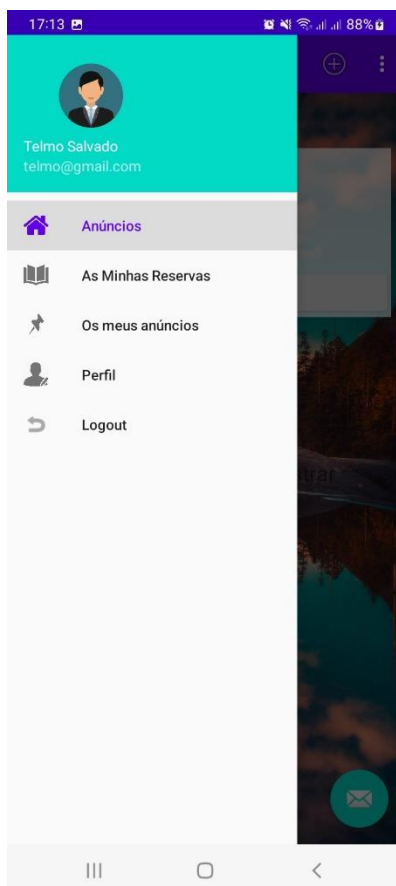 17:13
88%
Telmo Salvado
telmo@gmail.com
Anúncios
As Minhas Reservas
Os meus anúncios
Perfil
Logout